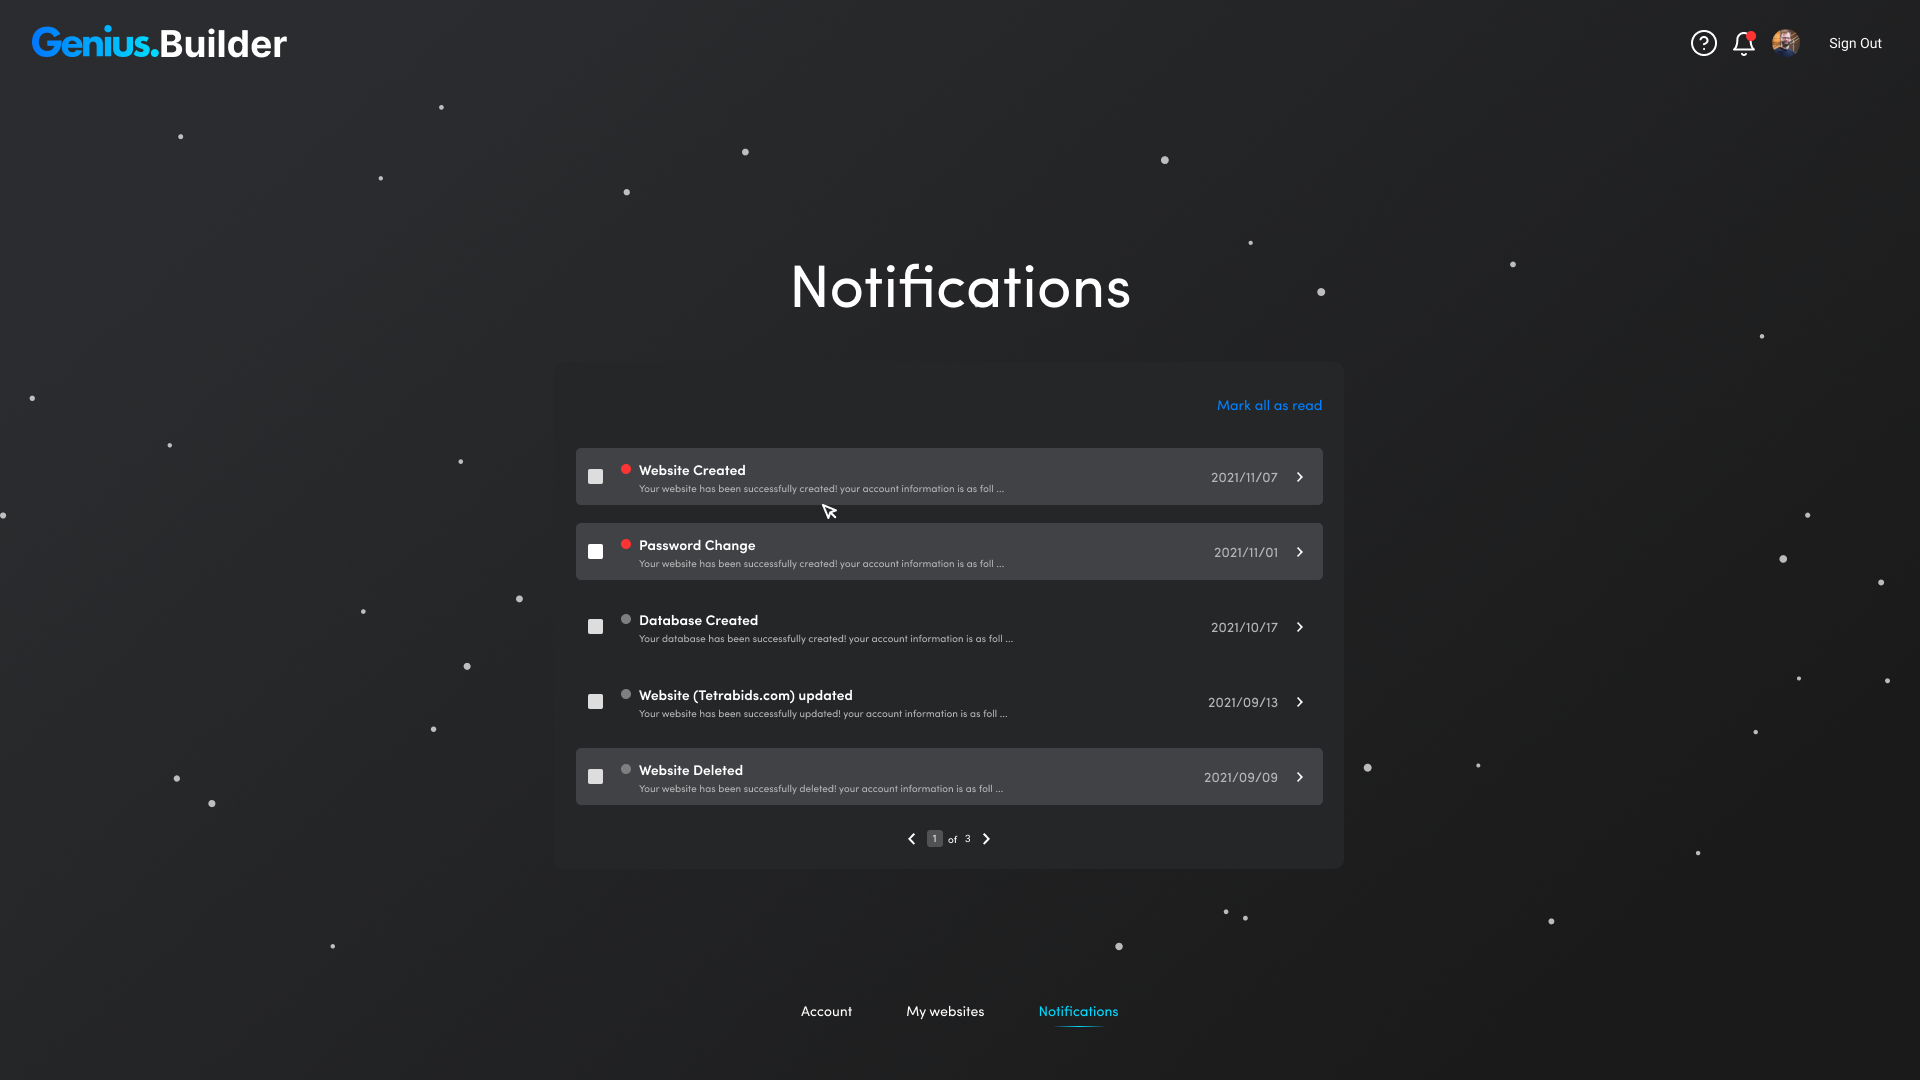 Genius.Builder
Sign Out
Notifications
Mark all as read
Website Created
Your website has been successfully created! your account information is as foll ...
2021/11/07
Password Change
Your website has been successfully created! your account information is as foll ...
2021/11/01
Database Created
Your database has been successfully created! your account information is as foll ...
2021/10/17
Website (Tetrabids.com) updated
Your website has been successfully updated! your account information is as foll ...
2021/09/13
Website Deleted
Your website has been successfully deleted! your account information is as foll ...
2021/09/09
1 of 3
Account My websites Notifications